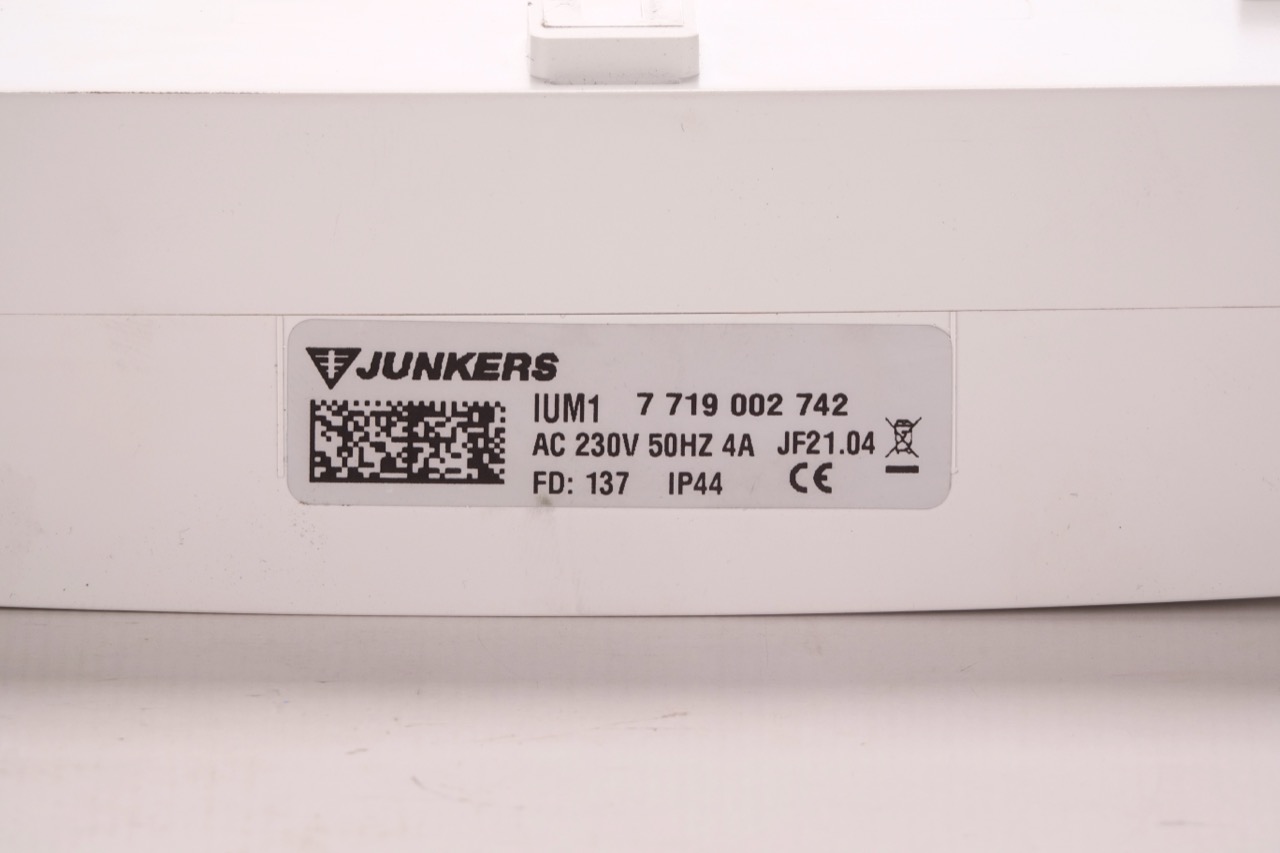 JUNKERS
IUM1 7 719 002 742
AC 230V 50HZ 4A JF21.04
FD: 137 IP44 CE